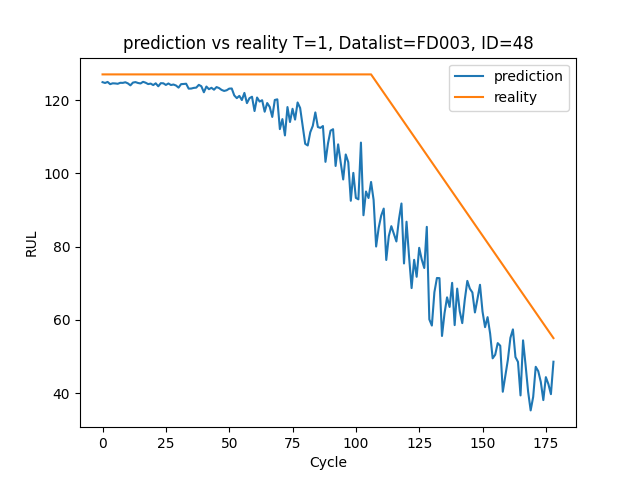 prediction vs reality T=1, Datalist=FD003, ID=48
prediction
reality
RUL
120
100
80
60
40
0 25 50 75 100 125 150 175
Cycle